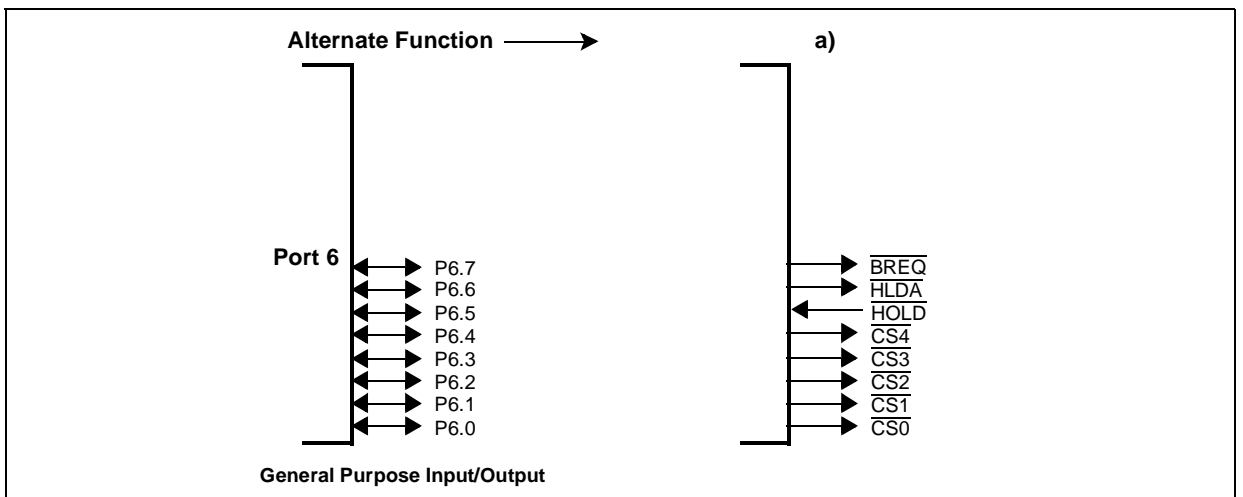 Alternate Function a)
Port 6
P6.7 BREQ
P6.6 HLDA
P6.5 HOLD
P6.4 CS4
P6.3 CS3
P6.2 CS2
P6.1 CS1
P6.0 CS0
General Purpose Input/Output